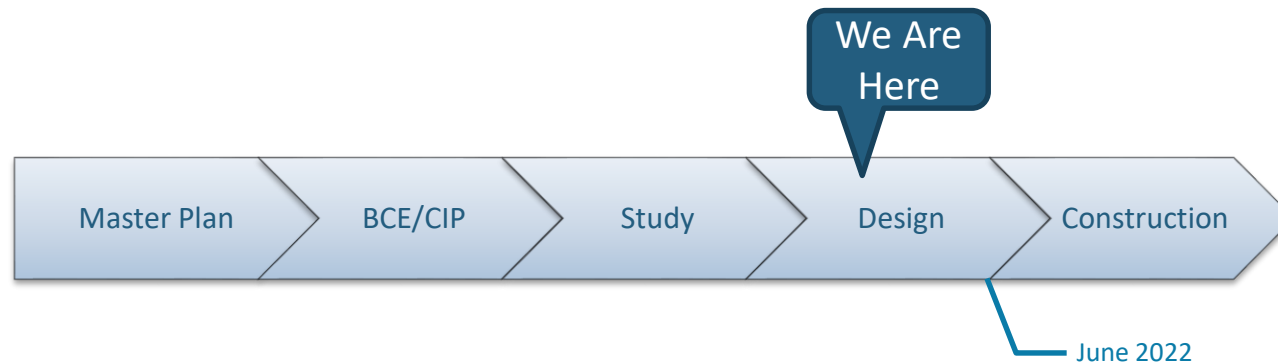 We Are
Here
Master Plan
BCE/CIP
Study
Design
Construction
June 2022